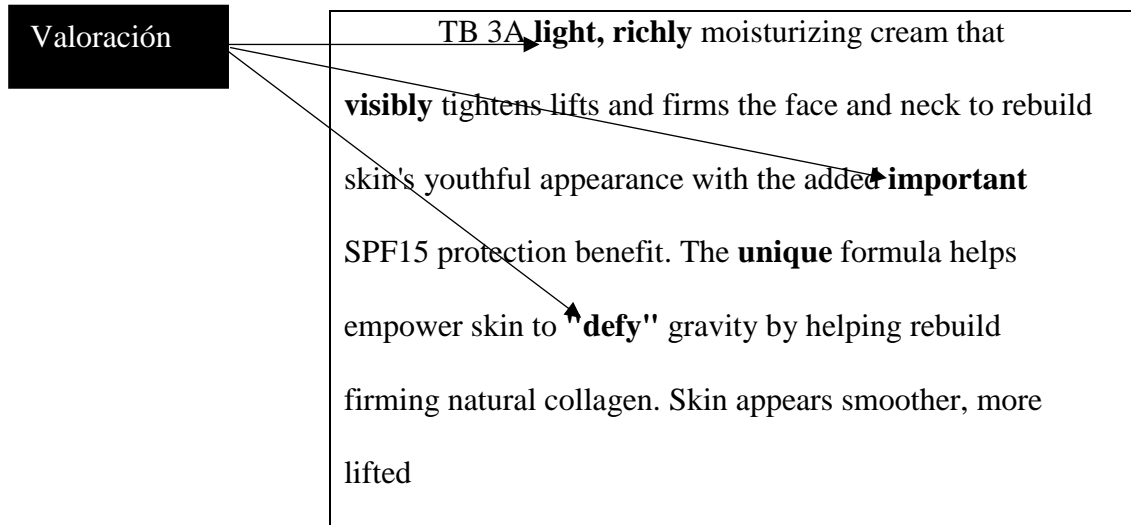 Valoración
TB 3A light, richly moisturizing cream that
visibly tightens lifts and firms the face and neck to rebuild
skin's youthful appearance with the added important
SPF15 protection benefit. The unique formula helps
empower skin to "defy" gravity by helping rebuild
firming natural collagen. Skin appears smoother, more
lifted